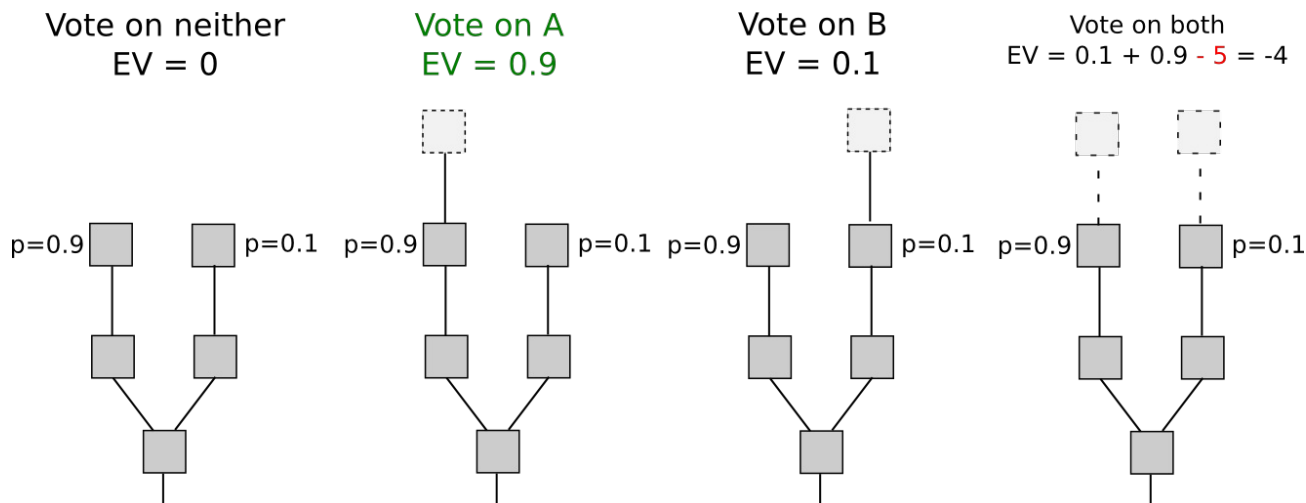 Vote on neither
EV = 0
Vote on A
EV = 0.9
Vote on B
EV = 0.1
Vote on both
EV = 0.1 + 0.9 - 5 = -4
p=0.9
p=0.1
p=0.9
p=0.1
p=0.9
p=0.1
p=0.9
p=0.1